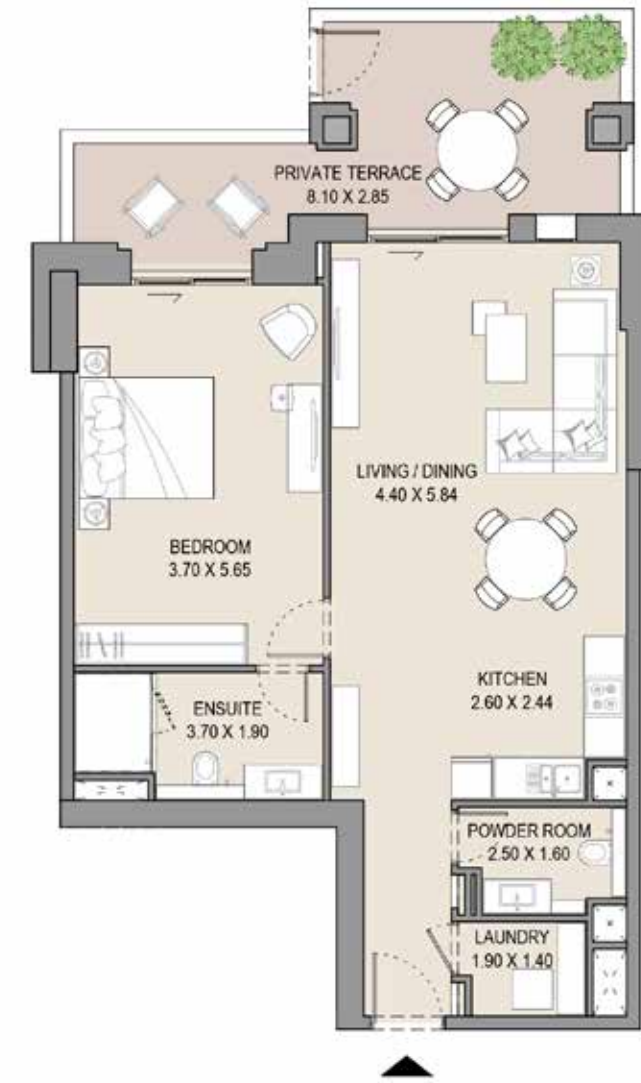 PRIVATE TERRACE
8.10 X 2.85
LIVING / DINING
4.40 X 5.84
BEDROOM
3.70 X 5.65
KITCHEN
2.60 X 2.44
ENSUITE
3.70 X 1.90
POWDER ROOM
2.50 X 1.60
LAUNDRY
1.90 X 1.40